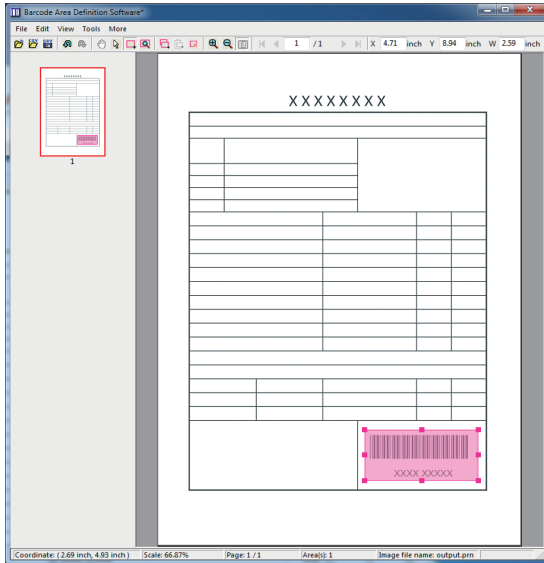 Barcode Area Definition Software*
File Edit View Tools More
1 /1 X 4.71 inch Y 8.94 inch W 2.59 inch
XXXXXXXX
1
XXXXXXXX
XXXX XXXXX
Coordinate: ( 2.69 inch, 4.93 inch ) Scale: 66.87% Page: 1 / 1 Area(s): 1 Image file name: output.prn